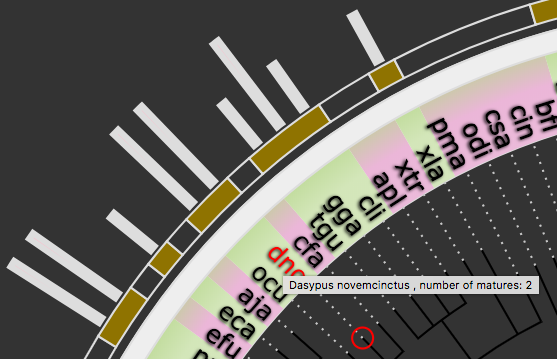 bfl
cin
csa
odi
pma
xla
xtr
apl
cli
gga
tgu
cfa
dno
ocu
aja
eca
efu
Dasypus novemcinctus , number of matures: 2